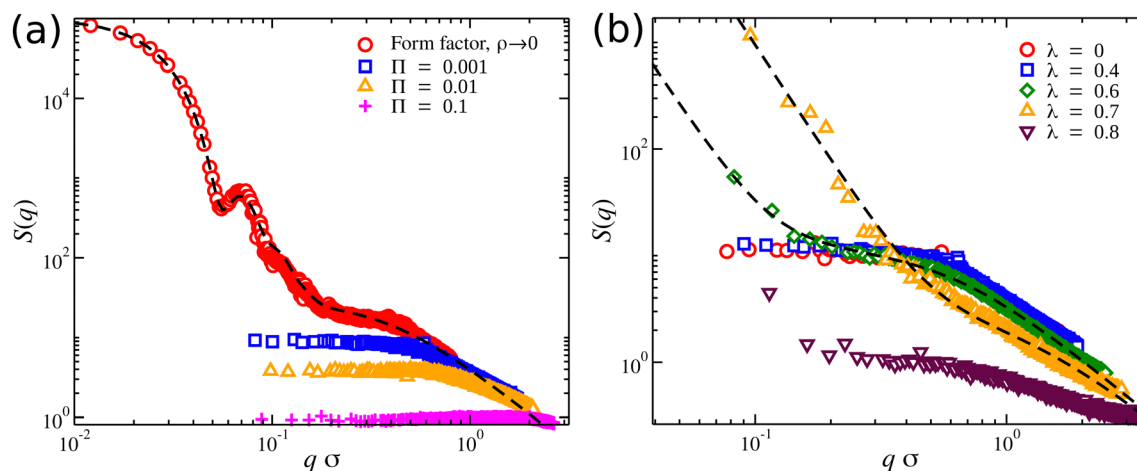 (a)
S(q)
10^4
10^2
10^0
10^-2
10^-1
10^0
q σ
Form factor, ρ→0
Π = 0.001
Π = 0.01
Π = 0.1
(b)
S(q)
10^2
10^0
10^-1
10^0
q σ
λ = 0
λ = 0.4
λ = 0.6
λ = 0.7
λ = 0.8